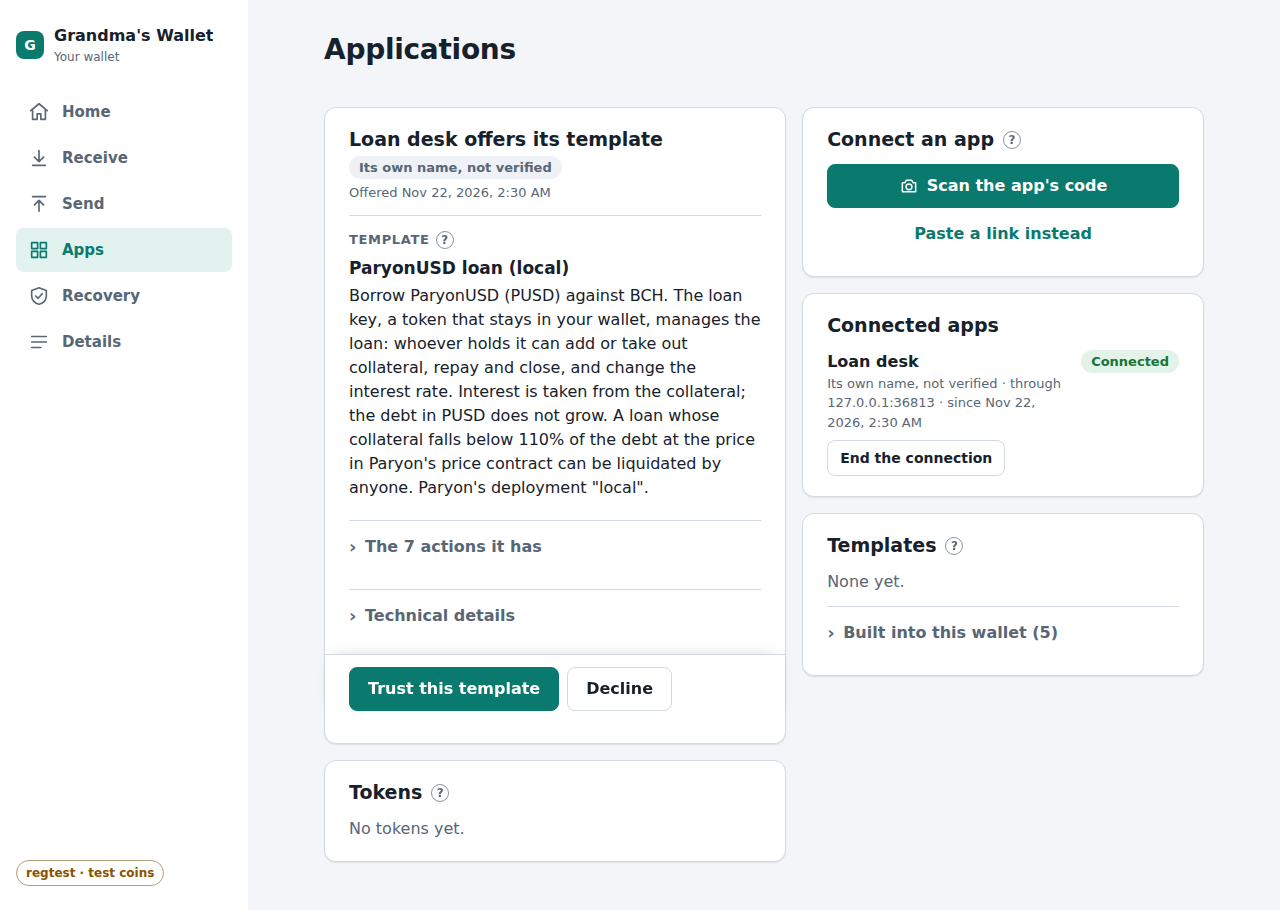 G
Grandma's Wallet
Your wallet
Home
Receive
Send
Apps
Recovery
Details
regtest · test coins
Applications
Loan desk offers its template
Its own name, not verified
Offered Nov 22, 2026, 2:30 AM
TEMPLATE ?
ParyonUSD loan (local)
Borrow ParyonUSD (PUSD) against BCH. The loan
key, a token that stays in your wallet, manages the
loan: whoever holds it can add or take out
collateral, repay and close, and change the
interest rate. Interest is taken from the collateral;
the debt in PUSD does not grow. A loan whose
collateral falls below 110% of the debt at the price
in Paryon's price contract can be liquidated by
anyone. Paryon's deployment "local".
› The 7 actions it has
› Technical details
Trust this template
Decline
Tokens ?
No tokens yet.
Connect an app ?
Scan the app's code
Paste a link instead
Connected apps
Loan desk
Connected
Its own name, not verified · through
127.0.0.1:36813 · since Nov 22,
2026, 2:30 AM
End the connection
Templates ?
None yet.
› Built into this wallet (5)